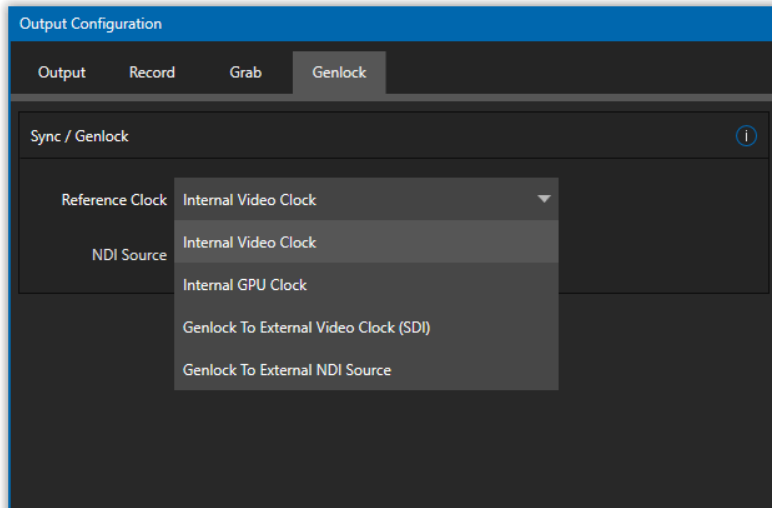 Output Configuration
Output Record Grab Genlock
Sync / Genlock
i
Reference Clock Internal Video Clock
Internal Video Clock
NDI Source
Internal GPU Clock
Genlock To External Video Clock (SDI)
Genlock To External NDI Source